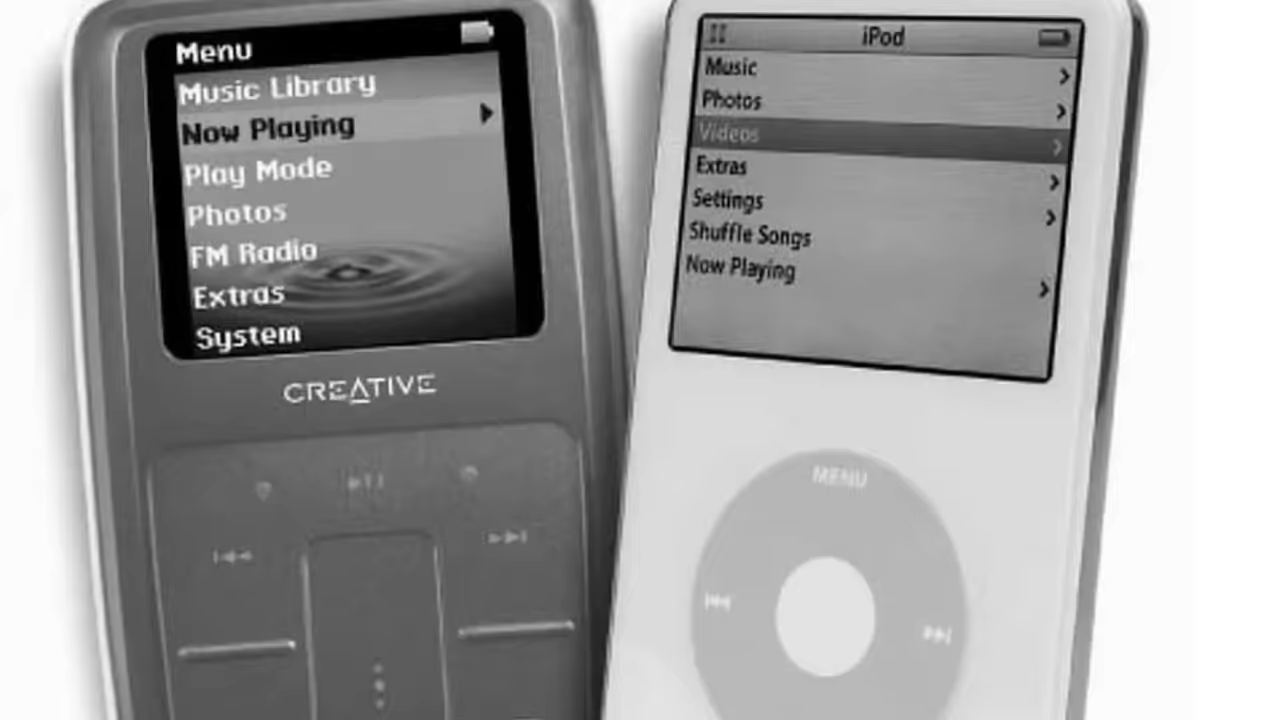 Menu
Music Library
Now Playing
Play Mode
Photos
FM Radio
Extras
System
CREATIVE
iPod
Music
Photos
Videos
Extras
Settings
Shuffle Songs
Now Playing
MENU